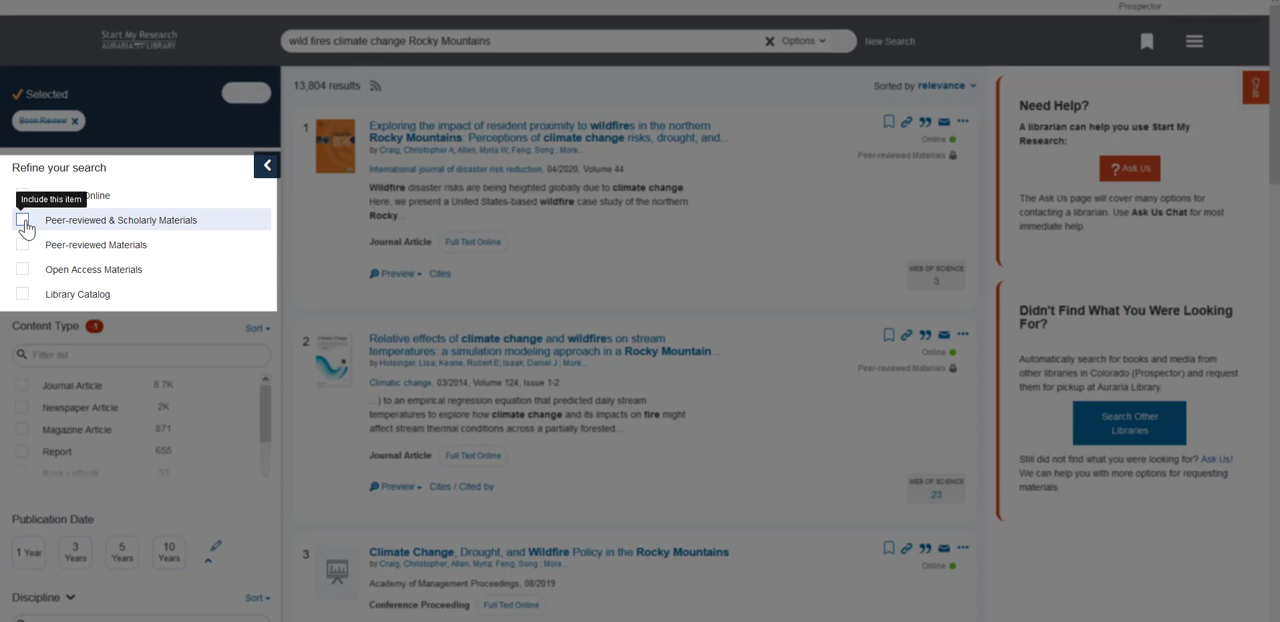 Prospector
Start My Research
AURARIA LIBRARY
wild fires climate change Rocky Mountains
Options
New Search
Selected
Book Review
13,804 results
Sorted by relevance
Refine your search
Online
Include this item
Peer-reviewed & Scholarly Materials
Peer-reviewed Materials
Open Access Materials
Library Catalog
Content Type -1
Sort
Filter list
Journal Article 8.7K
Newspaper Article 2K
Magazine Article 871
Report 655
Book / eBook 33
Publication Date
1 Year
3 Years
5 Years
10 Years
Discipline
Sort
1
Exploring the impact of resident proximity to wildfires in the northern
Rocky Mountains: Perceptions of climate change risks, drought, and...
by Craig, Christopher A; Allen, Myria W; Feng, Song ; More...
International journal of disaster risk reduction, 04/2020, Volume 44
Wildfire disaster risks are being heighted globally due to climate change.
Here, we present a United States-based wildfire case study of the northern
Rocky...
Journal Article Full Text Online
Preview Cites
Online
Peer-reviewed Materials
WEB OF SCIENCE
3
2
Relative effects of climate change and wildfires on stream
temperatures: a simulation modeling approach in a Rocky Mountain...
by Holsinger, Lisa; Keane, Robert E; Isaak, Daniel J ; More...
Climatic change, 03/2014, Volume 124, Issue 1-2
...) to an empirical regression equation that predicted daily stream
temperatures to explore how climate change and its impacts on fire might
affect stream thermal conditions across a partially forested...
Journal Article Full Text Online
Preview Cites / Cited by
Online
Peer-reviewed Materials
WEB OF SCIENCE
23
3
Climate Change, Drought, and Wildfire Policy in the Rocky Mountains
by Craig, Christopher; Allen, Myria; Feng, Song ; More...
Academy of Management Proceedings, 08/2019
Conference Proceeding Full Text Online
Online
Chat
Need Help?
A librarian can help you use Start My
Research:
? Ask Us
The Ask Us page will cover many options for
contacting a librarian. Use Ask Us Chat for most
immediate help.
Didn't Find What You Were Looking
For?
Automatically search for books and media from
other libraries in Colorado (Prospector) and request
them for pickup at Auraria Library.
Search Other
Libraries
Still did not find what you were looking for? Ask Us!
We can help you with more options for requesting
materials.